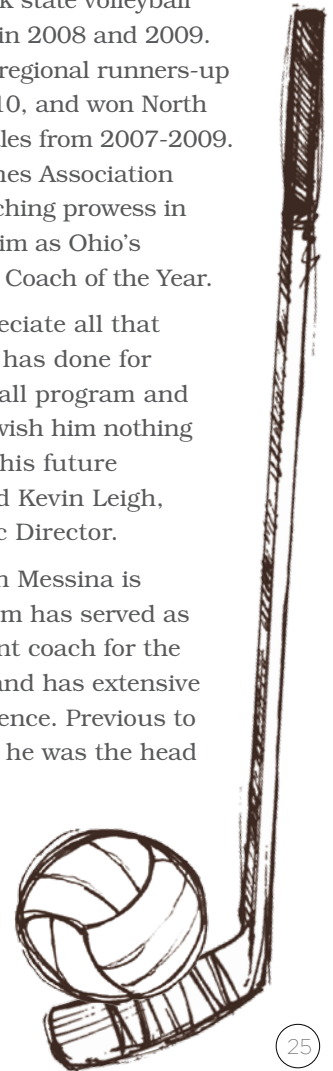 k state volleyball
in 2008 and 2009.
regional runners-up
10, and won North
les from 2007-2009.
nes Association
ching prowess in
im as Ohio's
Coach of the Year.
eciate all that
has done for
all program and
wish him nothing
his future
d Kevin Leigh,
c Director.
n Messina is
m has served as
nt coach for the
and has extensive
ence. Previous to
he was the head
25